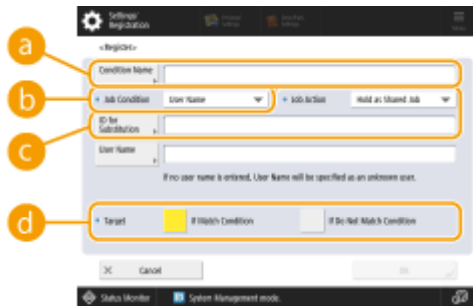 Settings/
Registration
<Register>
a
Condition Name
b
Job Condition
User Name
Job Action
Hold as Shared Job
c
ID for
Substitution
User Name
If no user name is entered, User Name will be specified as an unknown user.
d
Target
If Match Condition
If Do Not Match Condition
Cancel
OK
Status Monitor
System Management mode.